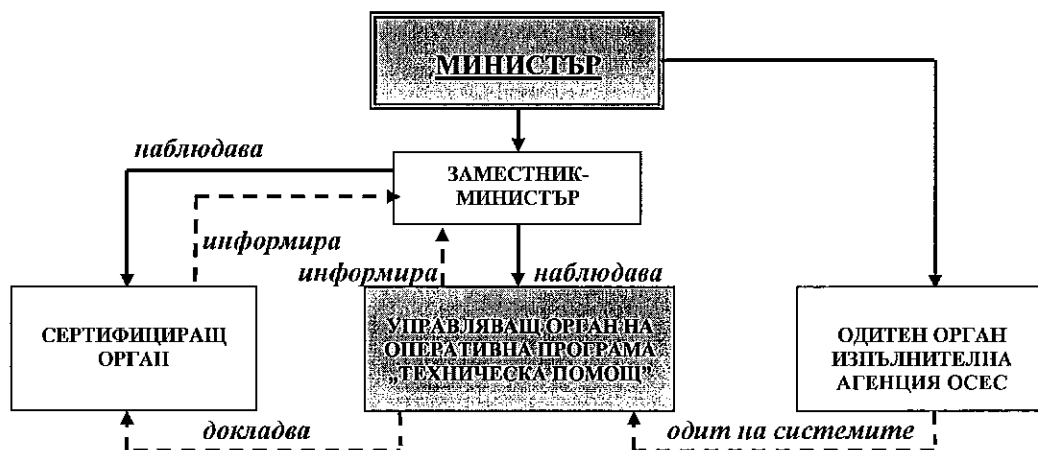 МИНИСТЪР
наблюдава
ЗАМЕСТНИК-
МИНИСТЪР
информира
информира
наблюдава
СЕРТИФИЦИРАЩ
ОРГАН
УПРАВЛЯВАЩ ОРГАН НА
ОПЕРАТИВНА ПРОГРАМА
„ТЕХНИЧЕСКА ПОМОЩ”
ОДИТЕН ОРГАН
ИЗПЪЛНИТЕЛНА
АГЕНЦИЯ ОСЕС
докладва
одит на системите